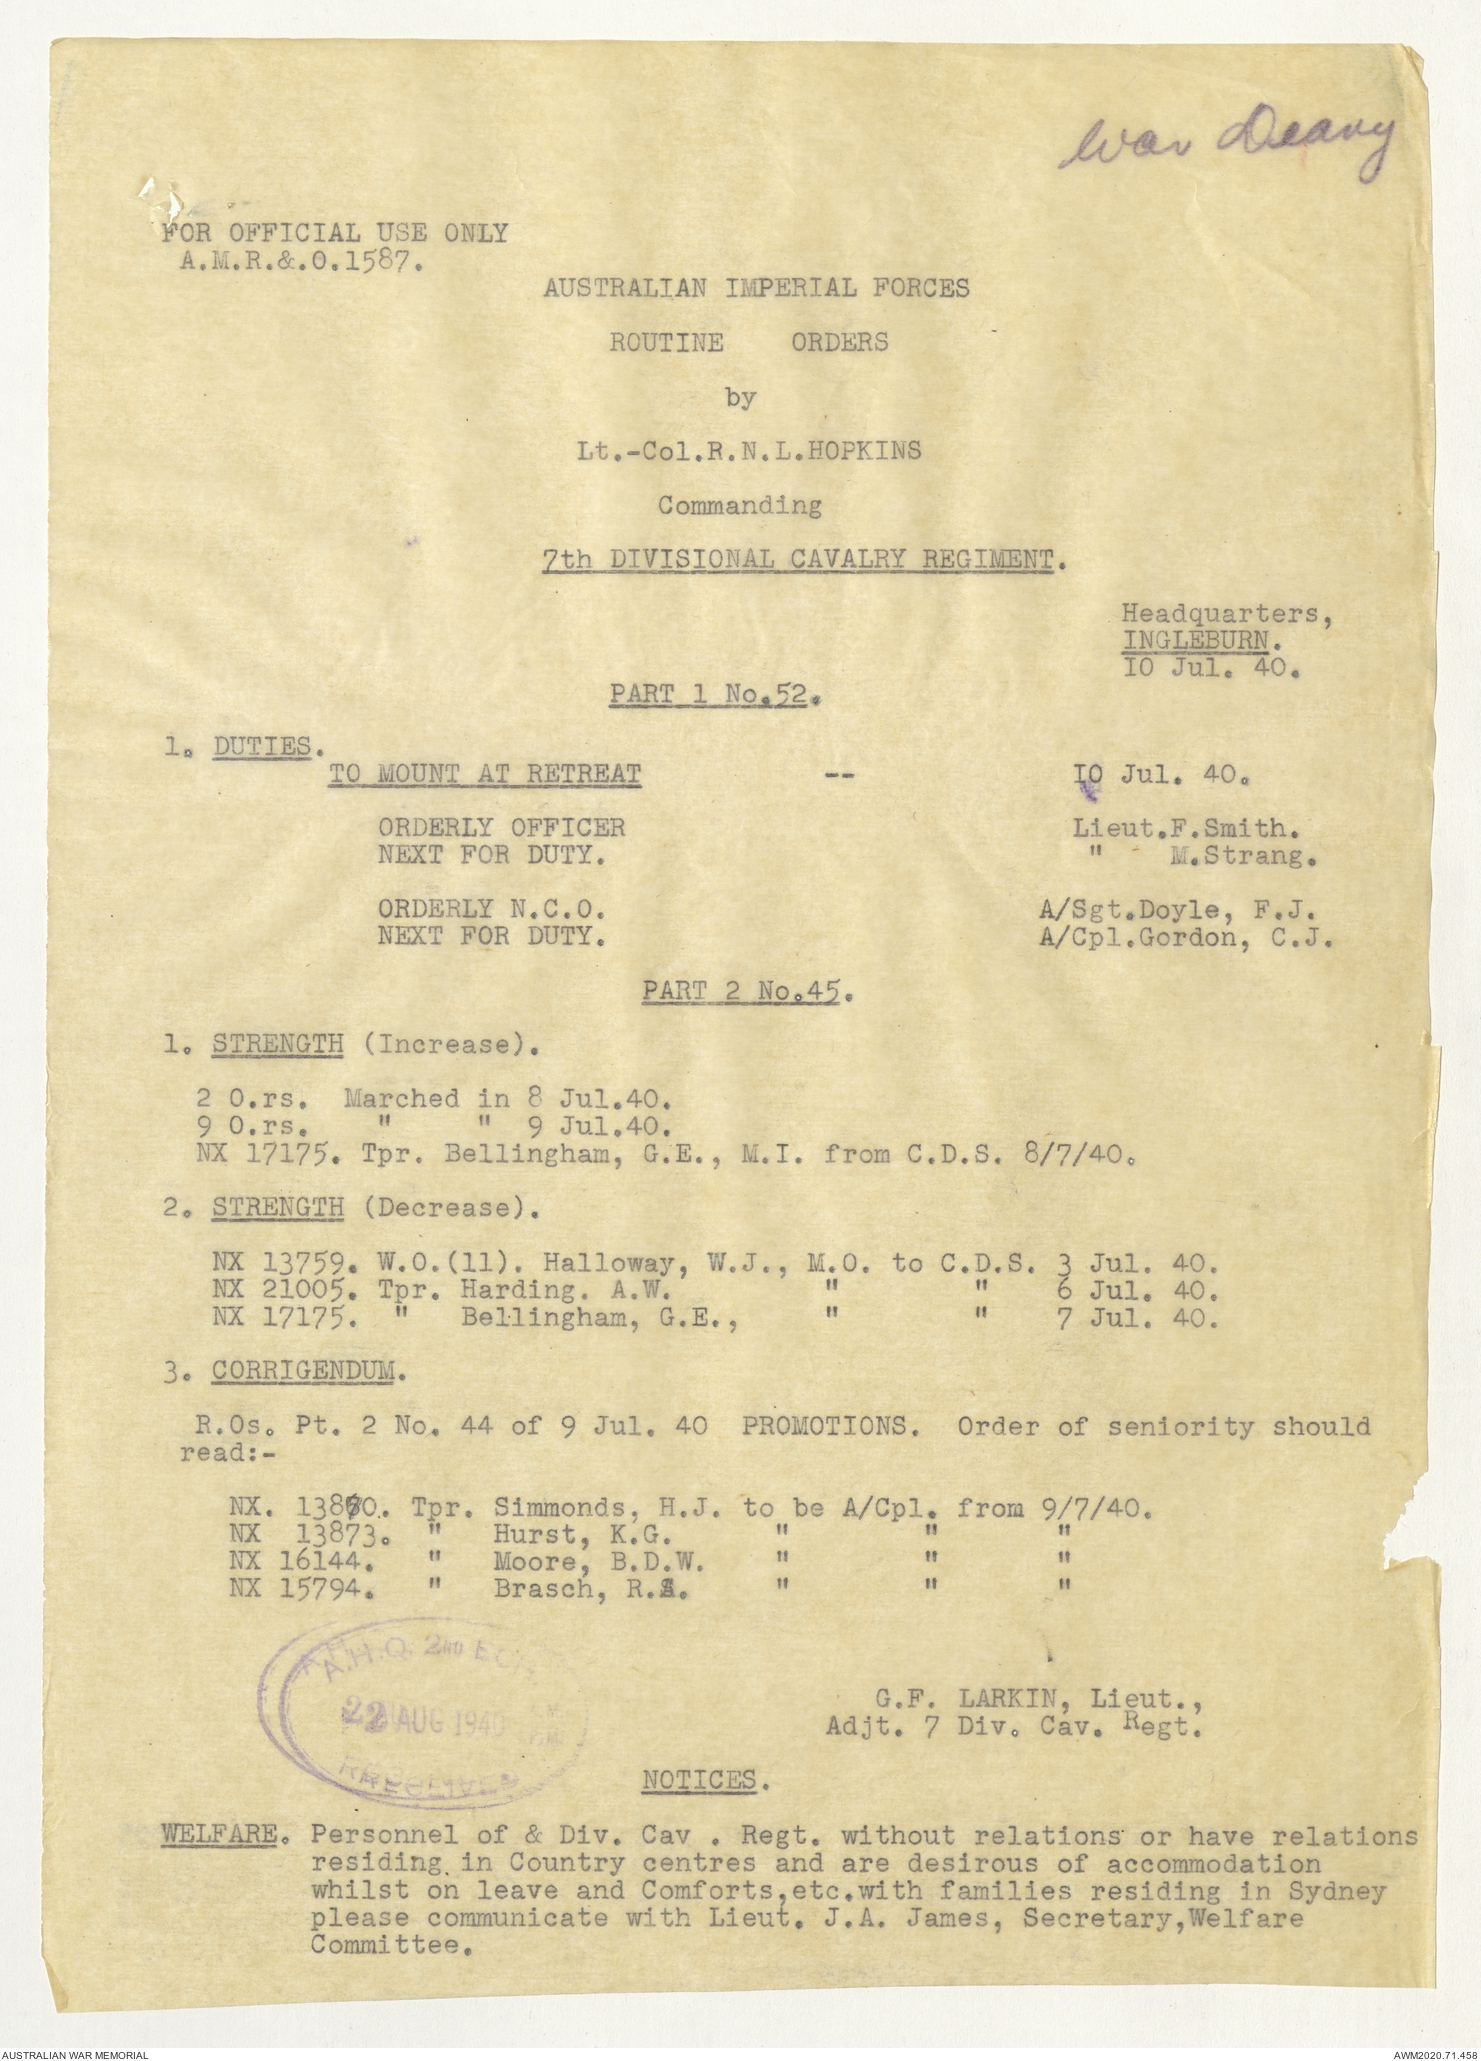 War Deary
FOR OFFICIAL USE ONLY
A.M.R.&.O.1587.
AUSTRALIAN IMPERIAL FORCES
ROUTINE ORDERS
by
Lt.-Col.R.N.L.HOPKINS
Commanding
7th DIVISIONAL CAVALRY REGIMENT.
Headquarters,
INGLEBURN.
IO Jul. 40.
PART 1 No.52.
1. DUTIES.
TO MOUNT AT RETREAT -- IO Jul. 40.
ORDERLY OFFICER Lieut.F.Smith.
NEXT FOR DUTY. " - M.Strang.
ORDERLY N.C.O. A/Sgt.Doyle, F.J.
NEXT FOR DUTY. A/Cpl.Gordon, C.J.
PART 2 No.45.
1. STRENGTH (Increase).
2 O.rs. Marched in 8 Jul.40.
9 O.rs. " " 9 Jul.40.
NX 17175. Tpr. Bellingham, G.E., M.I. from C.D.S. 8/7/40.
2. STRENGTH (Decrease).
NX 13759. W.O.(11). Halloway, W.J., M.O. to C.D.S. 3 Jul. 40.
NX 21005. Tpr. Harding. A.W. " " 6 Jul. 40.
NX 17175. " Bellingham, G.E., " " 7 Jul. 40.
3. CORRIGENDUM.
R.Os. Pt. 2 No. 44 of 9 Jul. 40 PROMOTIONS. Order of seniority should
read:-
NX. Tpr. Simmonds, H.J. to be A/Cpl. from 9/7/40.
NX 13873. " Hurst, K.G. " " "
NX 16144. " Moore, B.D.W. " " "
NX 15794. " Brasch, " " "
A.H.Q. 2ND ECH
22 AUG 1940
RECEIVED
G.F. LARKIN, Lieut.,
Adjt. 7 Div. Cav. Regt.
NOTICES.
WELFARE. Personnel of & Div. Cav . Regt. without relations or have relations
residing in Country centres and are desirous of accommodation
whilst on leave and Comforts,etc.with families residing in Sydney
please communicate with Lieut. J.A. James, Secretary,Welfare
Committee.
AUSTRALIAN WAR MEMORIAL AWM2020.71.458